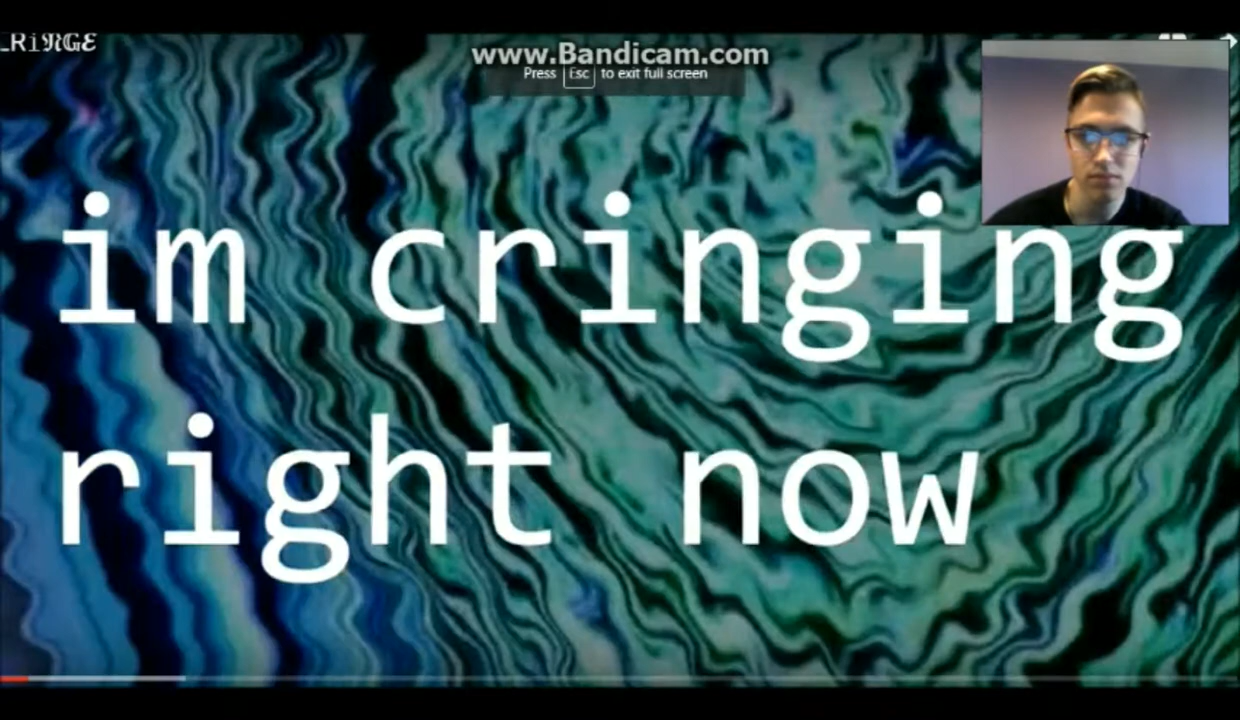 www.Bandicam.com
Press Esc to exit full screen
im cringing
right now